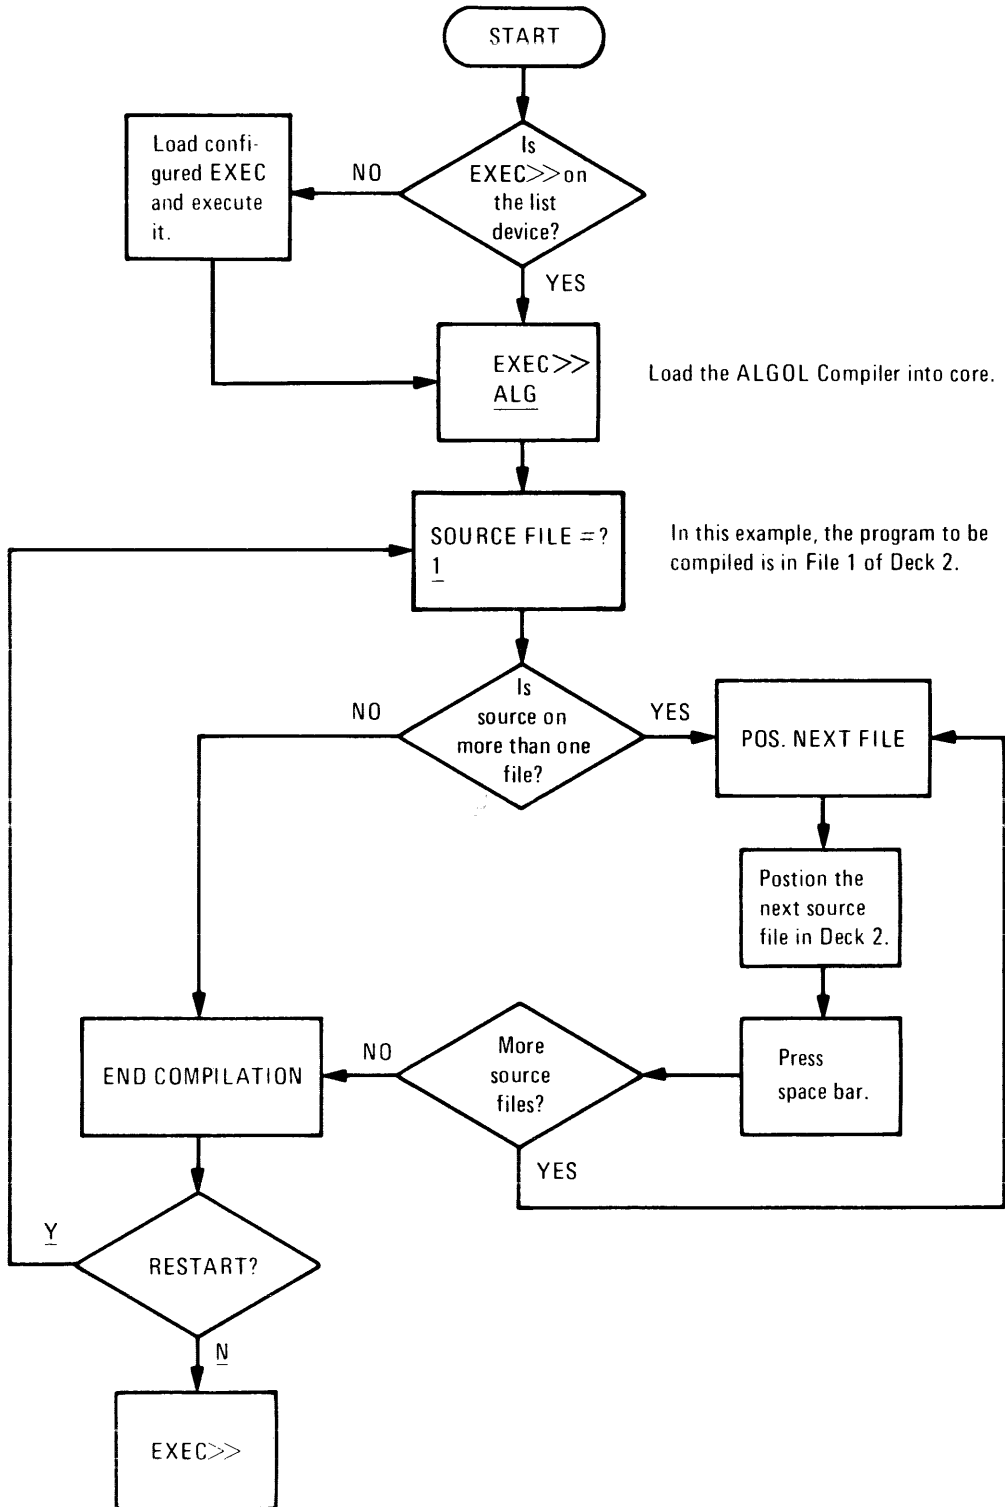 START
Is
EXEC>> on
the list
device?
NO
Load confi-
gured EXEC
and execute
it.
YES
EXEC>>
ALG
Load the ALGOL Compiler into core.
SOURCE FILE =?
1
In this example, the program to be
compiled is in File 1 of Deck 2.
Is
source on
more than one
file?
NO
YES
POS. NEXT FILE
Postion the
next source
file in Deck 2.
Press
space bar.
More
source
files?
NO
YES
END COMPILATION
RESTART?
Y
N
EXEC>>